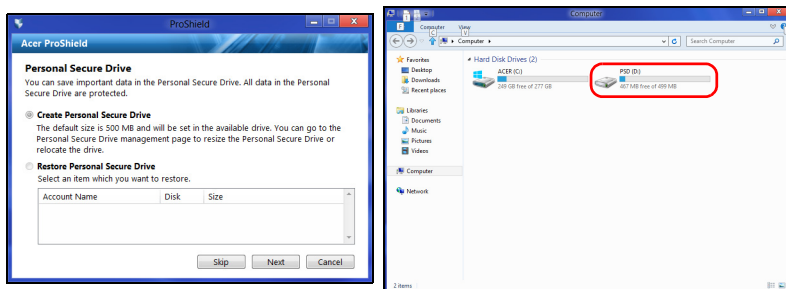 ProShield
Acer ProShield
Personal Secure Drive
You can save important data in the Personal Secure Drive. All data in the Personal
Secure Drive are protected.
Create Personal Secure Drive
The default size is 500 MB and will be set in the available drive. You can go to the
Personal Secure Drive management page to resize the Personal Secure Drive or
relocate the drive.
Restore Personal Secure Drive
Select an item which you want to restore.
Account Name Disk Size
Skip Next Cancel
Computer
F Computer View
C V
Computer
Search Computer
Favorites
Desktop
Downloads
Recent places
Libraries
Documents
Music
Pictures
Videos
Computer
Network
Hard Disk Drives (2)
ACER (C:)
249 GB free of 277 GB
PSD (D:)
467 MB free of 499 MB
2 items